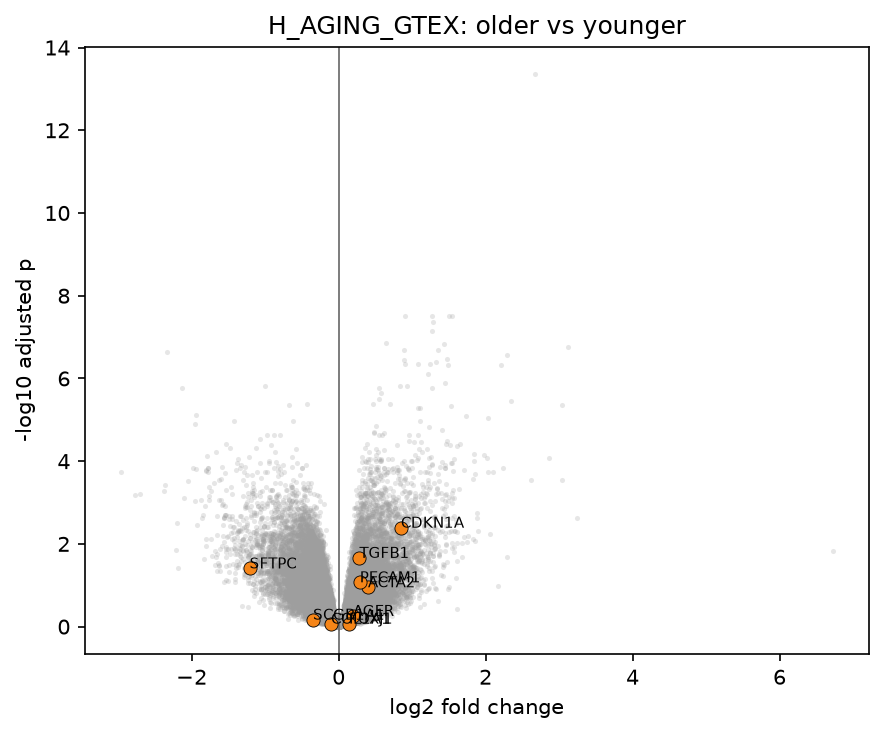 H_AGING_GTEX: older vs younger
14
12
10
8
6
4
2
0
-log10 adjusted p
CDKN1A
TGFB1
SFTPC
PECAM1
ACTA2
AGER
−2
0
2
4
6
log2 fold change